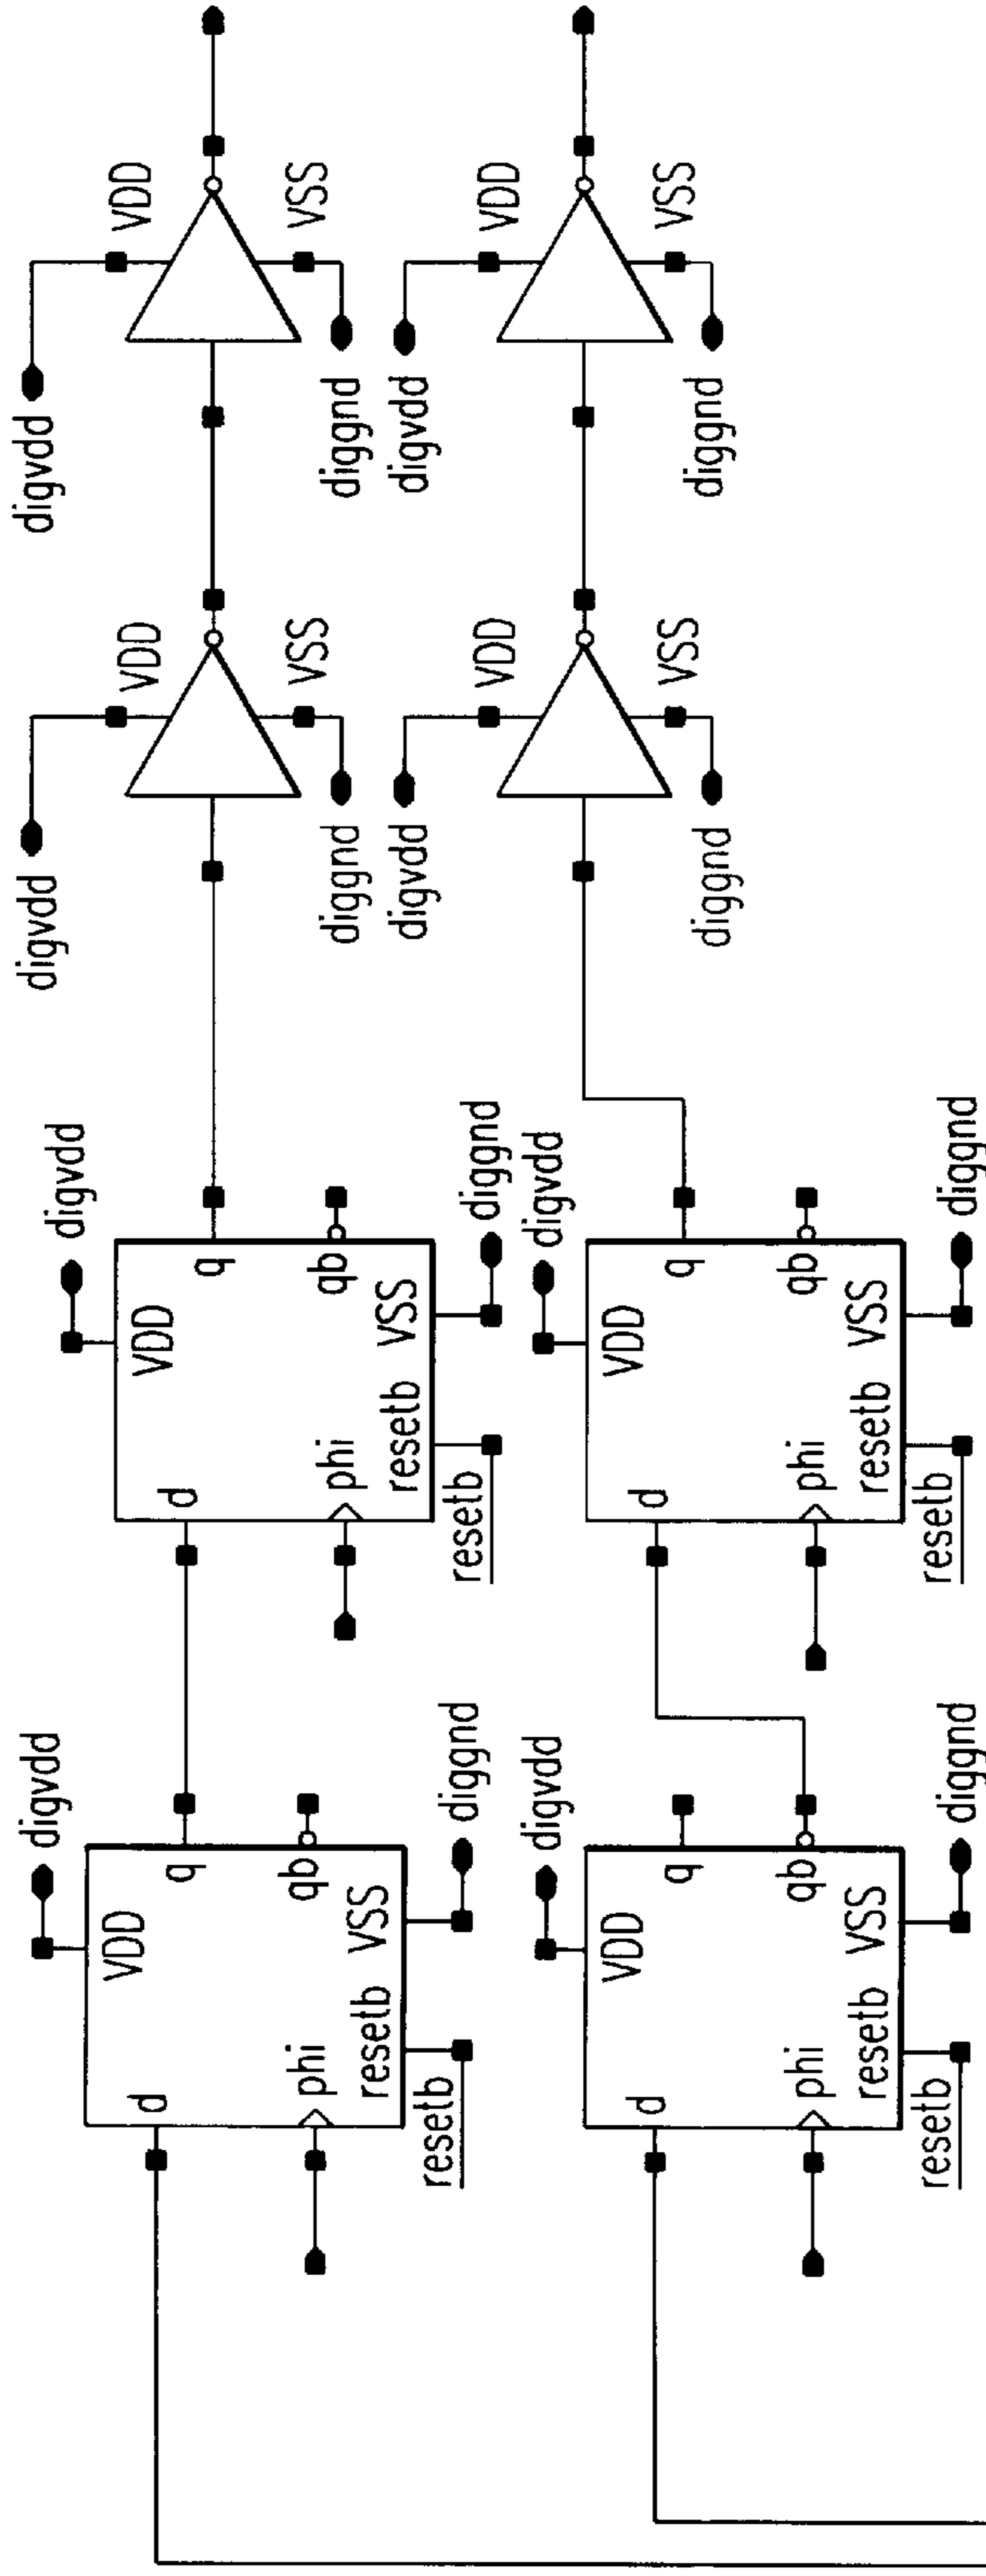 digvdd
VDD
d
q
phi
qb
resetb
VSS
resetb
diggnd
digvdd
VDD
d
q
phi
qb
resetb
VSS
resetb
diggnd
digvdd
VDD
VSS
diggnd
digvdd
VDD
VSS
diggnd
digvdd
VDD
d
q
phi
qb
resetb
VSS
resetb
diggnd
digvdd
VDD
d
q
phi
qb
resetb
VSS
resetb
diggnd
digvdd
VDD
VSS
diggnd
digvdd
VDD
VSS
diggnd